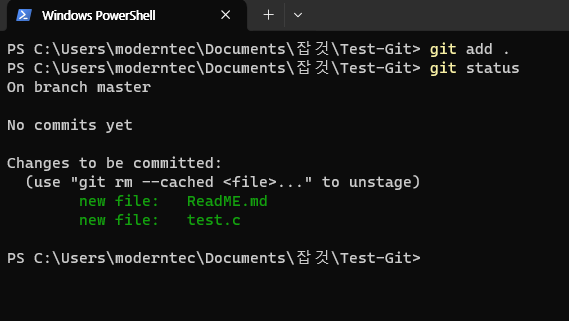 Windows PowerShell
PS C:\Users\moderntec\Documents\잡것\Test-Git> git add .
PS C:\Users\moderntec\Documents\잡것\Test-Git> git status
On branch master
No commits yet
Changes to be committed:
  (use "git rm --cached <file>..." to unstage)
        new file:   ReadME.md
        new file:   test.c
PS C:\Users\moderntec\Documents\잡것\Test-Git>